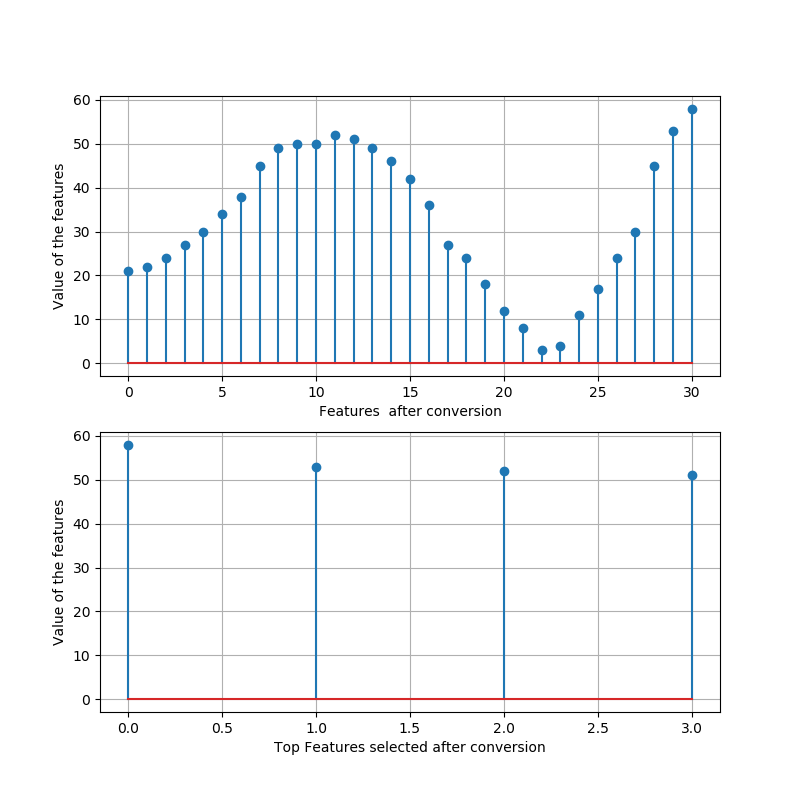 60
50
40
30
20
10
0
Value of the features
0 5 10 15 20 25 30
Features after conversion
60
50
40
30
20
10
0
Value of the features
0.0 0.5 1.0 1.5 2.0 2.5 3.0
Top Features selected after conversion